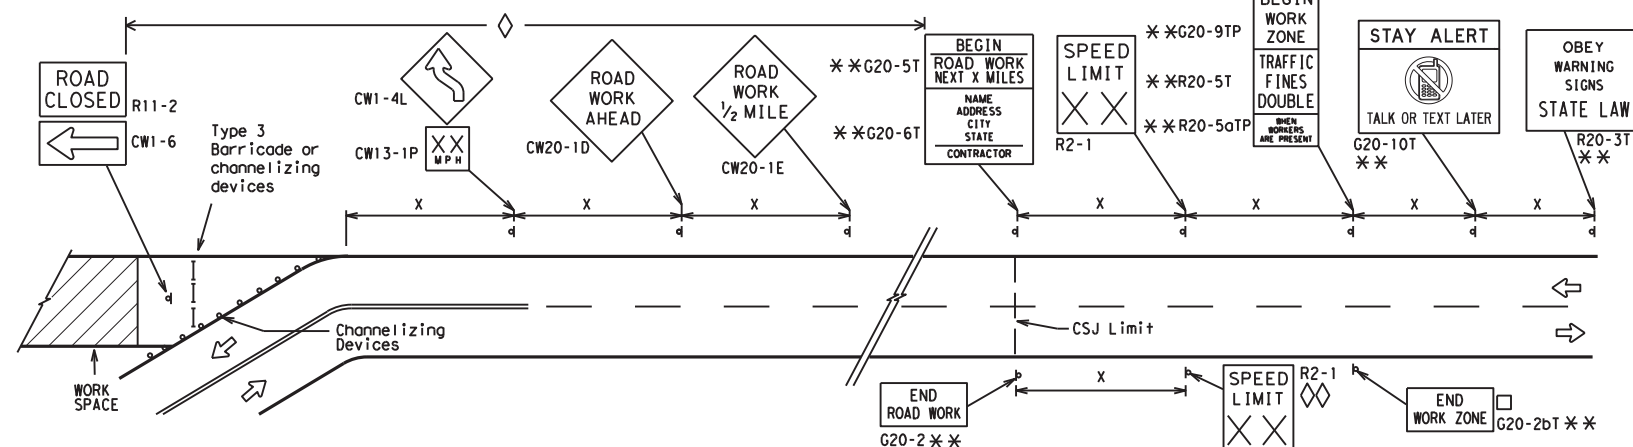 ROAD
CLOSED
R11-2
CW1-6
Type 3
Barricade or
channelizing
devices
CW1-4L
XX
MPH
CW13-1P
ROAD
WORK
AHEAD
CW20-1D
ROAD
WORK
1/2 MILE
CW20-1E
* *G20-5T
BEGIN
ROAD WORK
NEXT X MILES
* *G20-6T
NAME
ADDRESS
CITY
STATE
CONTRACTOR
SPEED
LIMIT
X X
R2-1
* *G20-9TP
BEGIN
WORK
ZONE
* *R20-5T
TRAFFIC
FINES
DOUBLE
* *R20-5aTP
WHEN
WORKERS
ARE PRESENT
STAY ALERT
TALK OR TEXT LATER
G20-10T
* *
OBEY
WARNING
SIGNS
STATE LAW
R20-3T
* *
X
X
X
X
X
X
X
Channelizing
Devices
CSJ Limit
WORK
SPACE
END
ROAD WORK
G20-2 * *
X
SPEED
LIMIT
X X
R2-1
END
WORK ZONE
G20-2bT * *